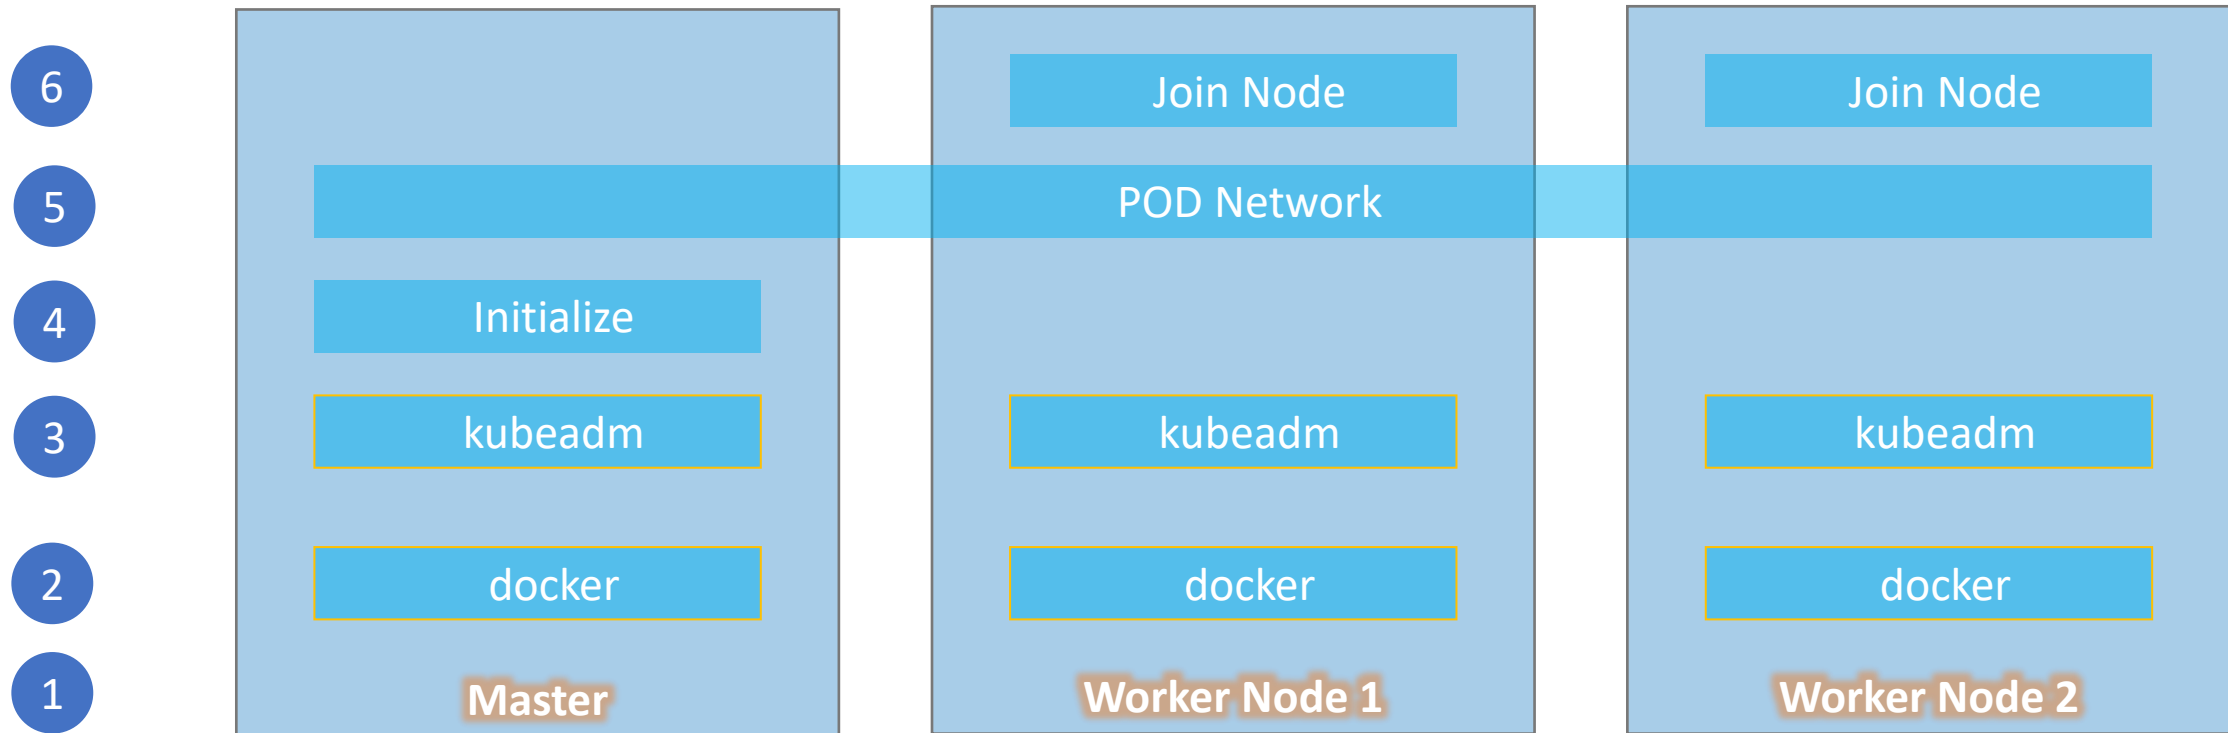 6
Join Node
Join Node
5
POD Network
4
Initialize
3
kubeadm
kubeadm
kubeadm
2
docker
docker
docker
1
Master
Worker Node 1
Worker Node 2